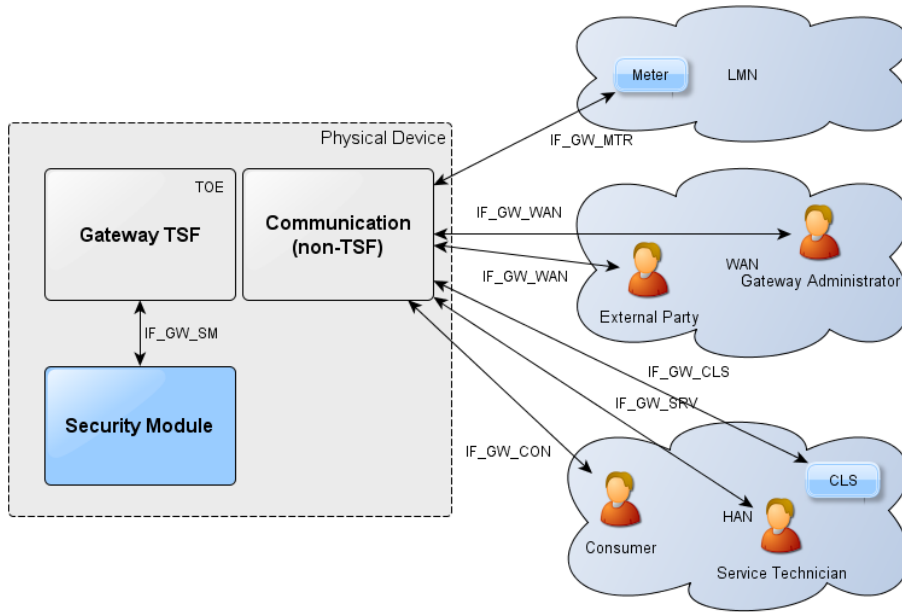 Meter
LMN
IF_GW_MTR
Physical Device
TOE
Gateway TSF
Communication
(non-TSF)
IF_GW_WAN
IF_GW_WAN
WAN
Gateway Administrator
External Party
IF_GW_SM
Security Module
IF_GW_CLS
IF_GW_SRV
IF_GW_CON
CLS
HAN
Consumer
Service Technician